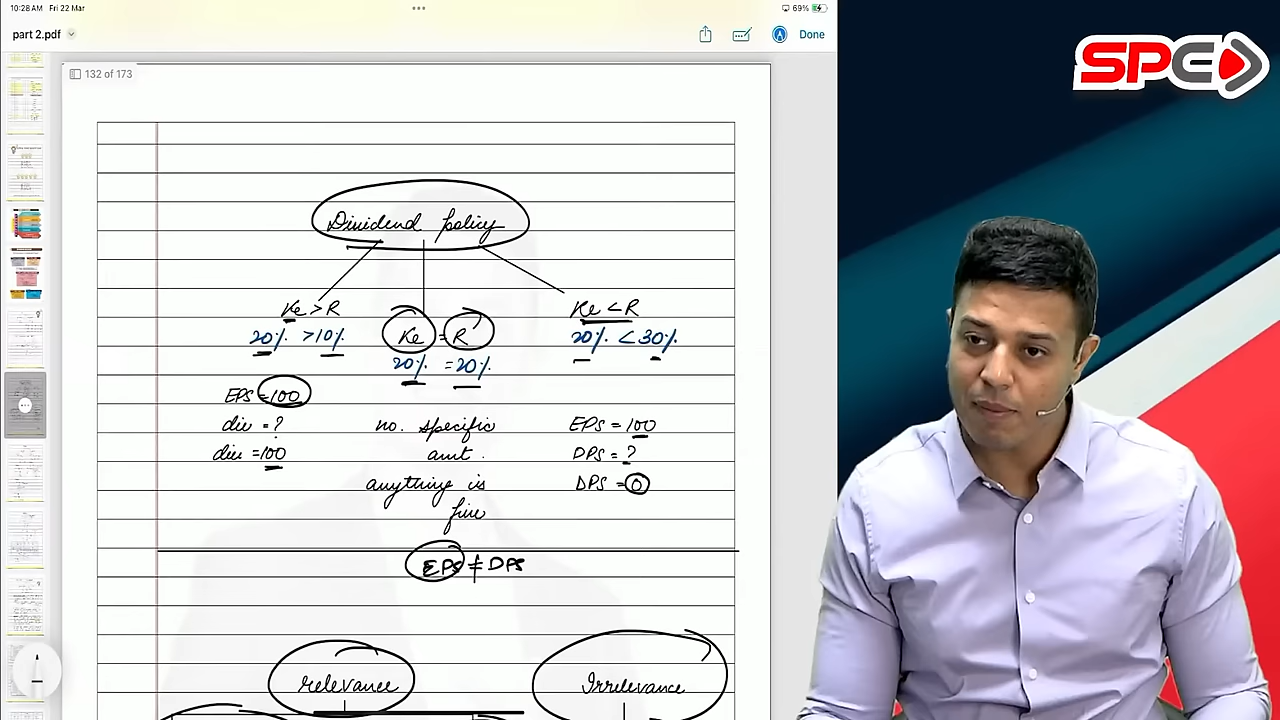 10:28 AM Fri 22 Mar
69%
part 2.pdf
Done
132 of 173
SPC
Dividend policy
Ke > R
20% > 10%
EPS = 100
div = ?
div = 100
Ke = R
20% = 20%
no. specific
amt.
anything is
fine
Ke < R
20% < 30%
EPS = 100
DPS = ?
DPS = 0
EPS ≠ DPS
relevance
Irrelevance